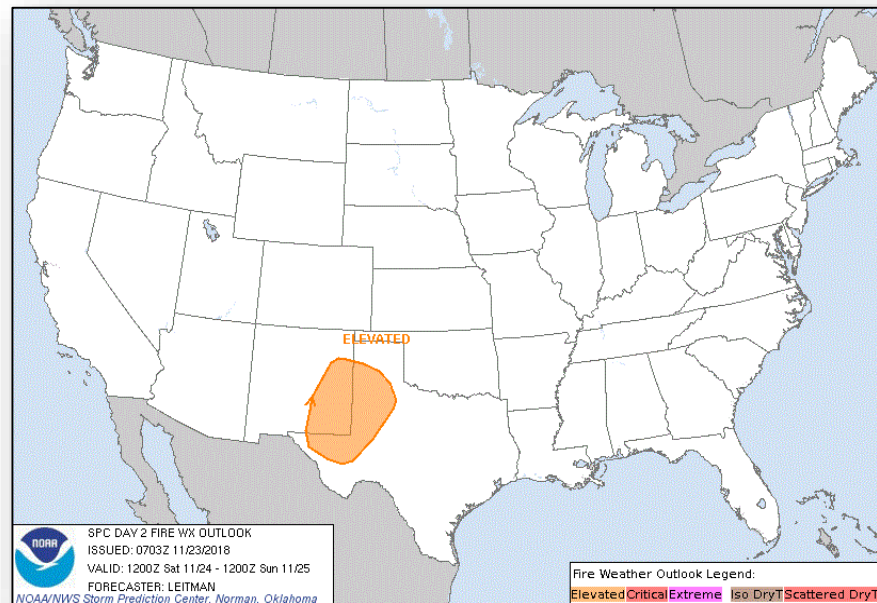 ELEVATED
NOAA
SPC DAY 2 FIRE WX OUTLOOK
ISSUED: 0703Z 11/23/2018
VALID: 1200Z Sat 11/24 - 1200Z Sun 11/25
FORECASTER: LEITMAN
NOAA/NWS Storm Prediction Center, Norman, Oklahoma
Fire Weather Outlook Legend:
Elevated Critical Extreme Iso DryT Scattered DryT